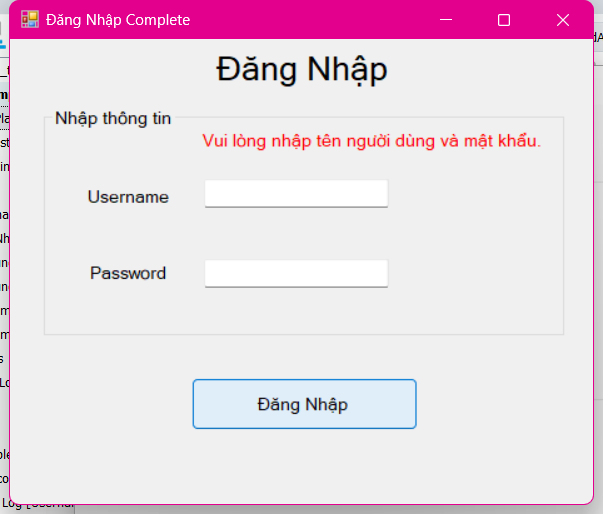 Đăng Nhập Complete
Đăng Nhập
Nhập thông tin
Vui lòng nhập tên người dùng và mật khẩu.
Username
Password
Đăng Nhập